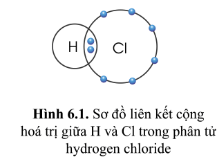 H Cl
Hình 6.1. Sơ đồ liên kết cộng
hoá trị giữa H và Cl trong phân tử
hydrogen chloride